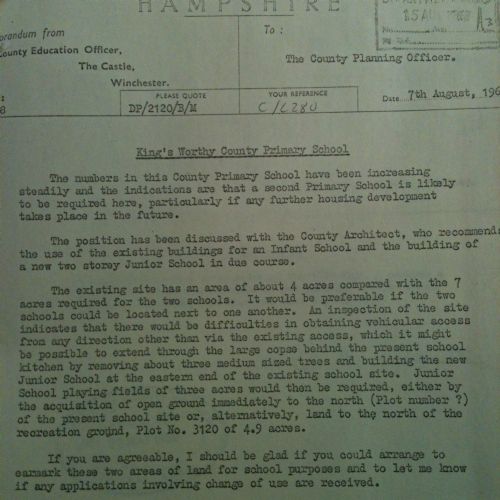 HAMPSHIRE
15 AUG
orandum from
To :
ounty Education Officer,
The Castle,
The County Planning Officer.
Winchester.
PLEASE QUOTE
YOUR REFERENCE
8
DP/2120/B/M
C/6280
Date 7th August, 196
King's Worthy County Primary School
The numbers in this County Primary School have been increasing
steadily and the indications are that a second Primary School is likely
to be required here, particularly if any further housing development
takes place in the future.
The position has been discussed with the County Architect, who recommends
the use of the existing buildings for an Infant School and the building of
a new two storey Junior School in due course.
The existing site has an area of about 4 acres compared with the 7
acres required for the two schools. It would be preferable if the two
schools could be located next to one another. An inspection of the site
indicates that there would be difficulties in obtaining vehicular access
from any direction other than via the existing access, which it might
be possible to extend through the large copse behind the present school
kitchen by removing about three medium sized trees and building the new
Junior School at the eastern end of the existing school site. Junior
School playing fields of three acres would then be required, either by
the acquisition of open ground immediately to the north (Plot number ?)
of the present school site or, alternatively, land to the north of the
recreation ground, Plot No. 3120 of 4.9 acres.
If you are agreeable, I should be glad if you could arrange to
earmark these two areas of land for school purposes and to let me know
if any applications involving change of use are received.